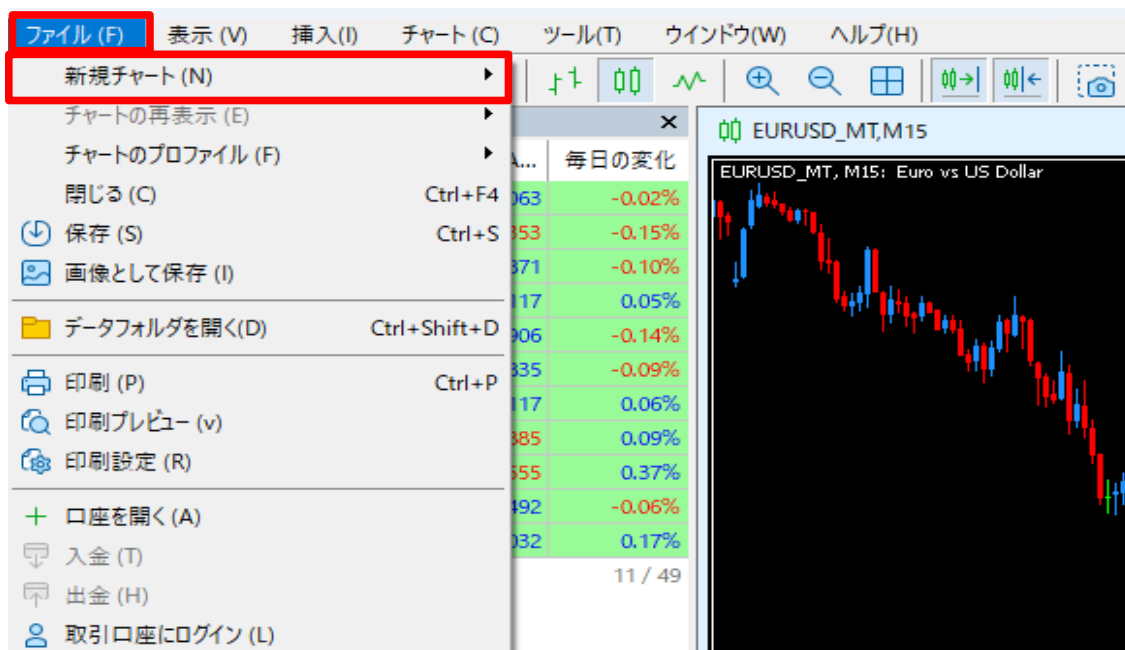 ファイル (F) 表示 (V) 挿入(I) チャート (C) ツール(T) ウインドウ(W) ヘルプ(H)
新規チャート (N)
チャートの再表示 (E)
チャートのプロファイル (F)
閉じる (C) Ctrl+F4
保存 (S) Ctrl+S
画像として保存 (I)
データフォルダを開く(D) Ctrl+Shift+D
印刷 (P) Ctrl+P
印刷プレビュー (v)
印刷設定 (R)
口座を開く (A)
入金 (T)
出金 (H)
取引口座にログイン (L)
毎日の変化
063 -0.02%
353 -0.15%
371 -0.10%
117 0.05%
906 -0.14%
335 -0.09%
117 0.06%
385 0.09%
555 0.37%
492 -0.06%
032 0.17%
11 / 49
EURUSD_MT,M15
EURUSD_MT, M15: Euro vs US Dollar